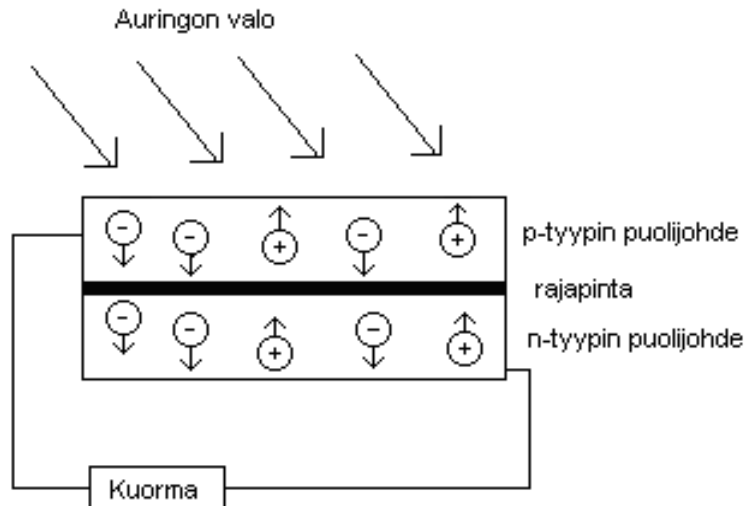 Auringon valo
- - + - +
p-tyypin puolijohde
rajapinta
- - + - +
n-tyypin puolijohde
Kuorma